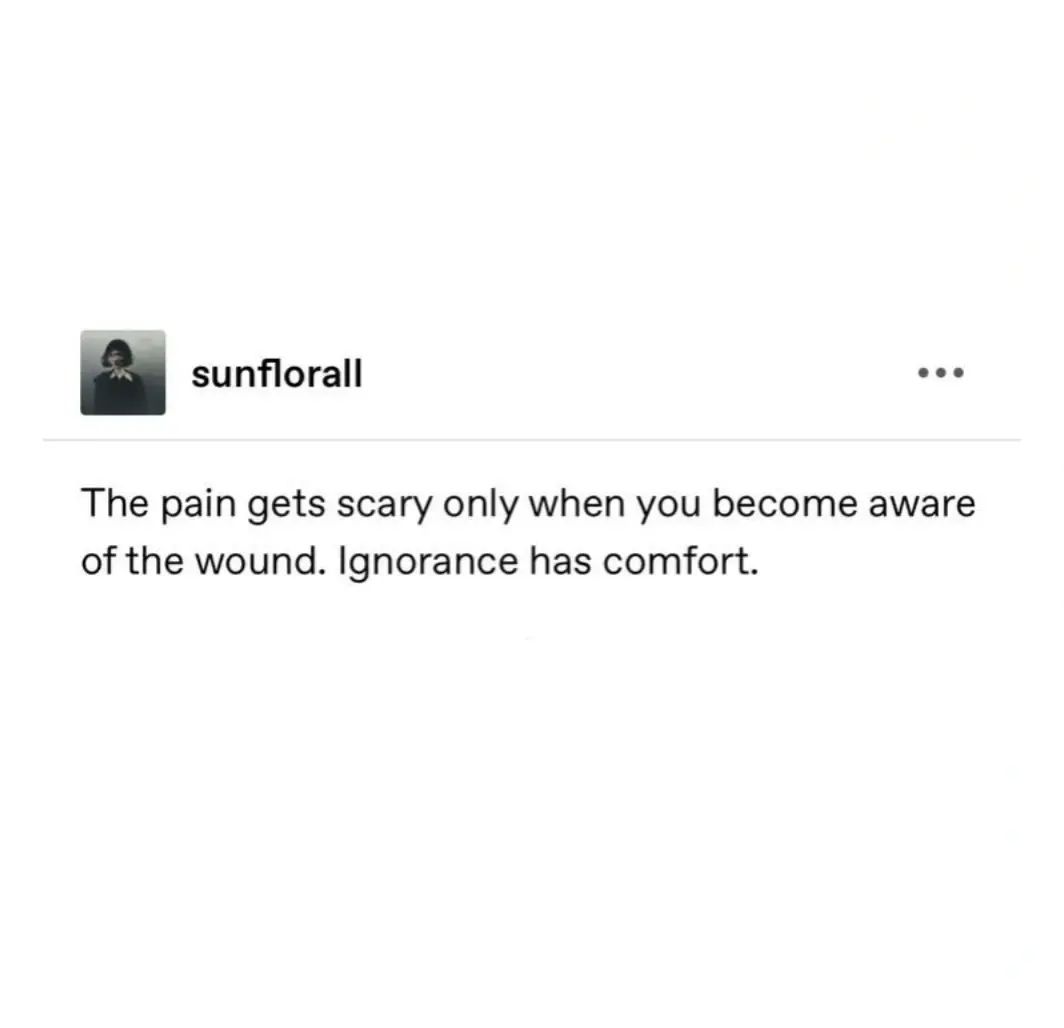 sunflorall
The pain gets scary only when you become aware
of the wound. Ignorance has comfort.